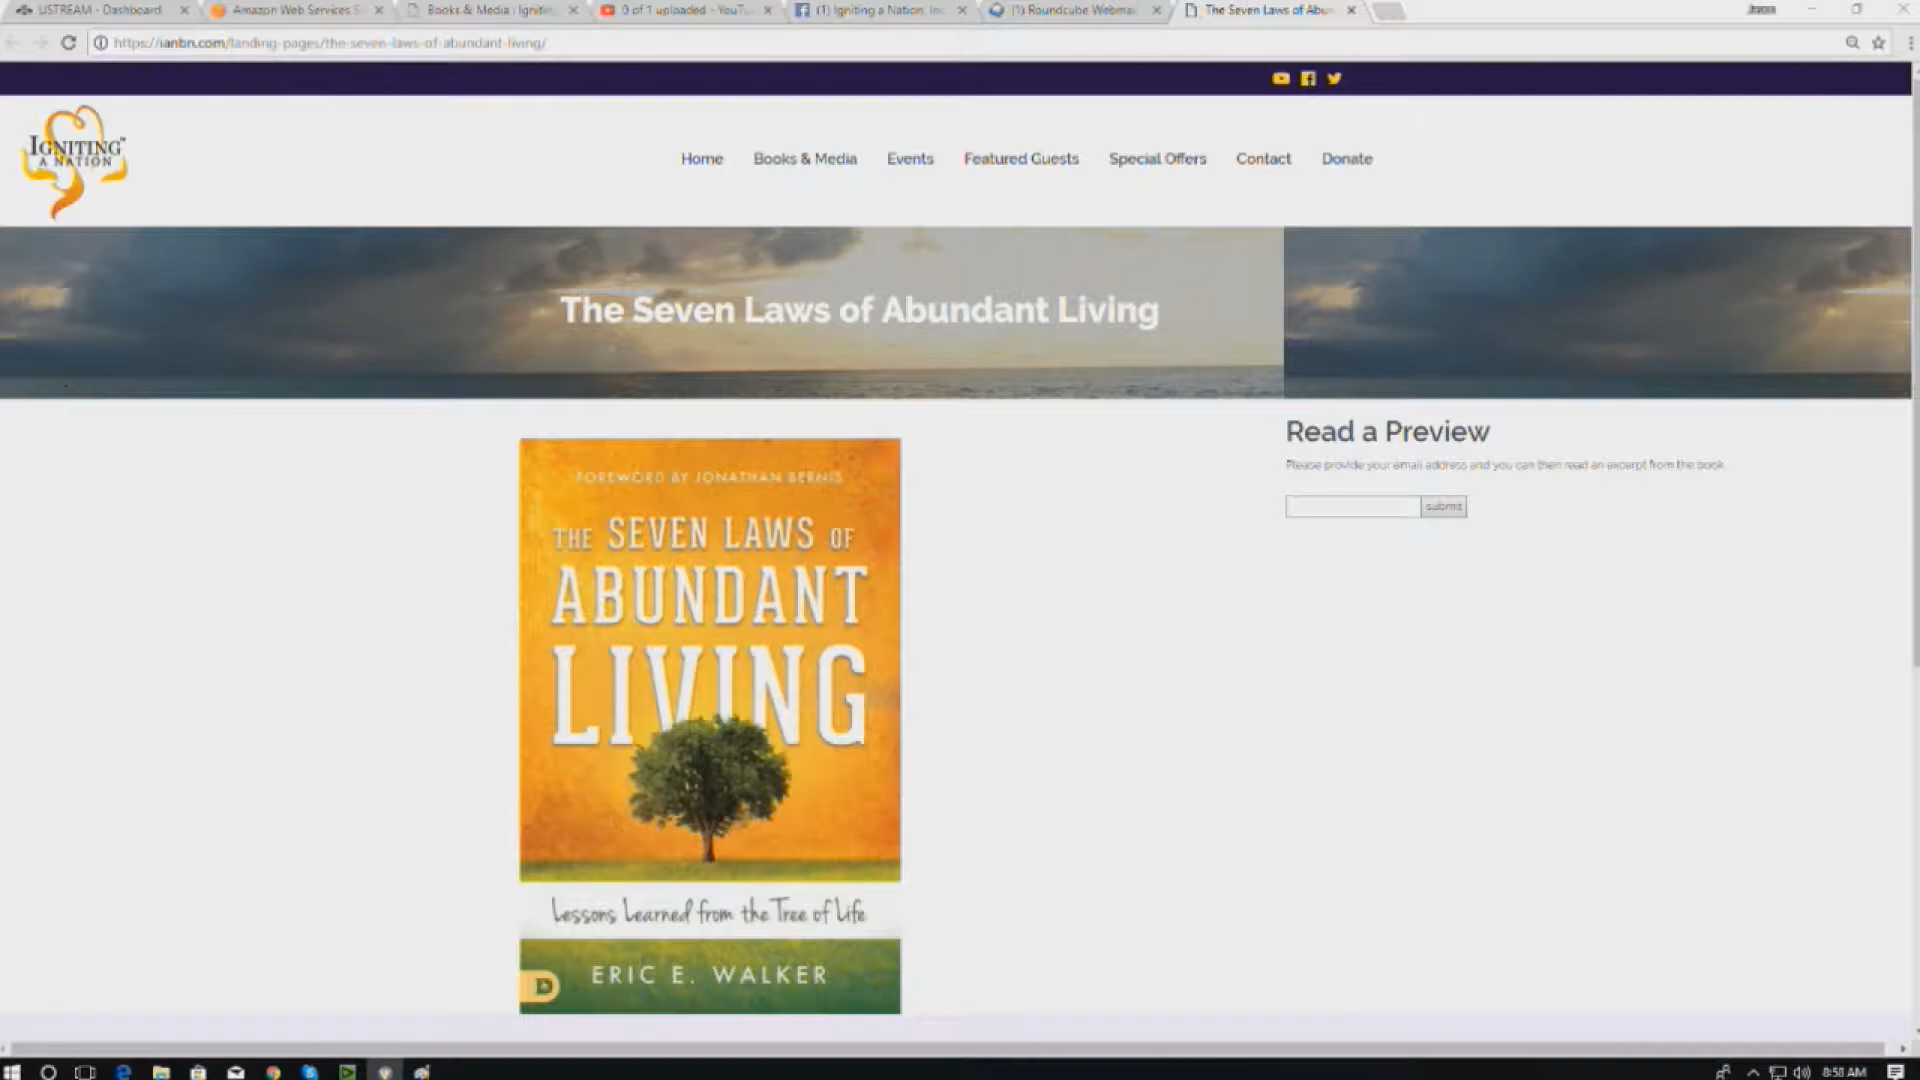 USTREAM - Dashboard
Amazon Web Services S
Books & Media | Igniting
0 of 1 uploaded - YouTu
(1) Igniting a Nation, Inc
(1) Roundcube Webmai
The Seven Laws of Abun
https://ianbn.com/landing-pages/the-seven-laws-of-abundant-living/
IGNITING
A NATION
Home
Books & Media
Events
Featured Guests
Special Offers
Contact
Donate
The Seven Laws of Abundant Living
FOREWORD BY JONATHAN BERNIS
THE SEVEN LAWS OF
ABUNDANT
LIVING
Lessons Learned from the Tree of Life
ERIC E. WALKER
Read a Preview
Please provide your email address and you can then read an excerpt from the book.
submit
8:58 AM